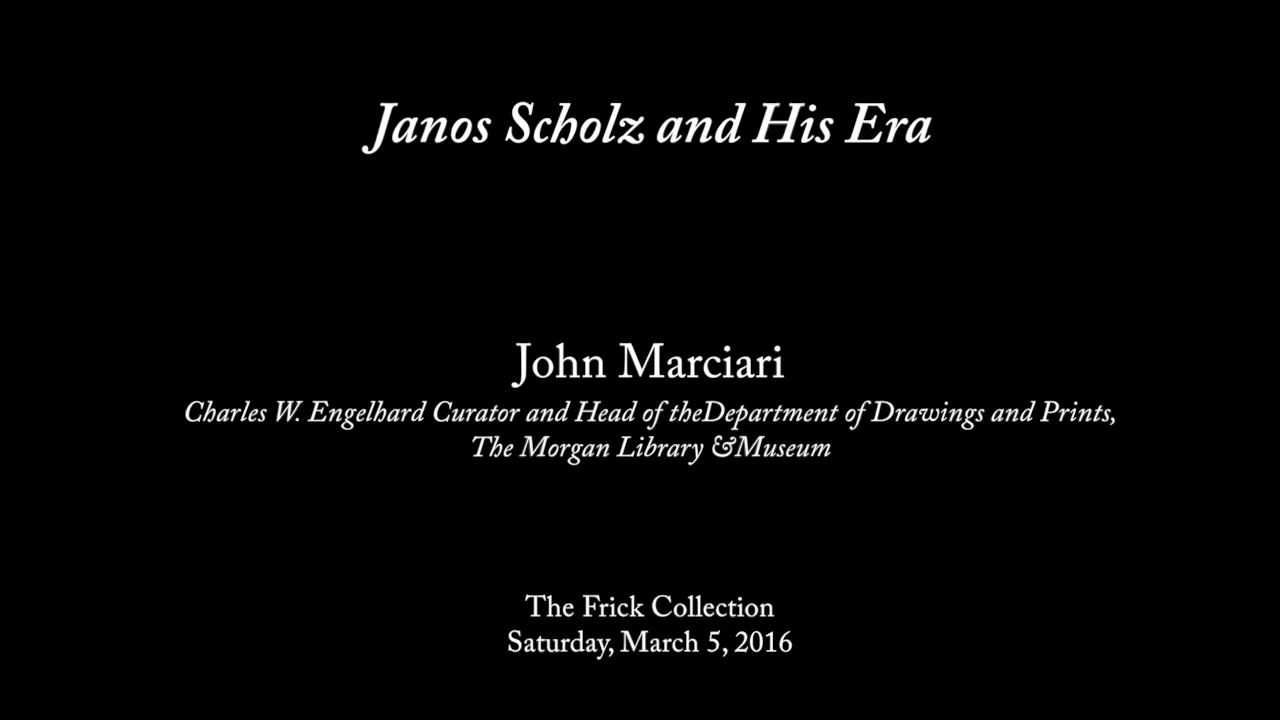 Janos Scholz and His Era
John Marciari
Charles W. Engelhard Curator and Head of theDepartment of Drawings and Prints,
The Morgan Library &Museum
The Frick Collection
Saturday, March 5, 2016